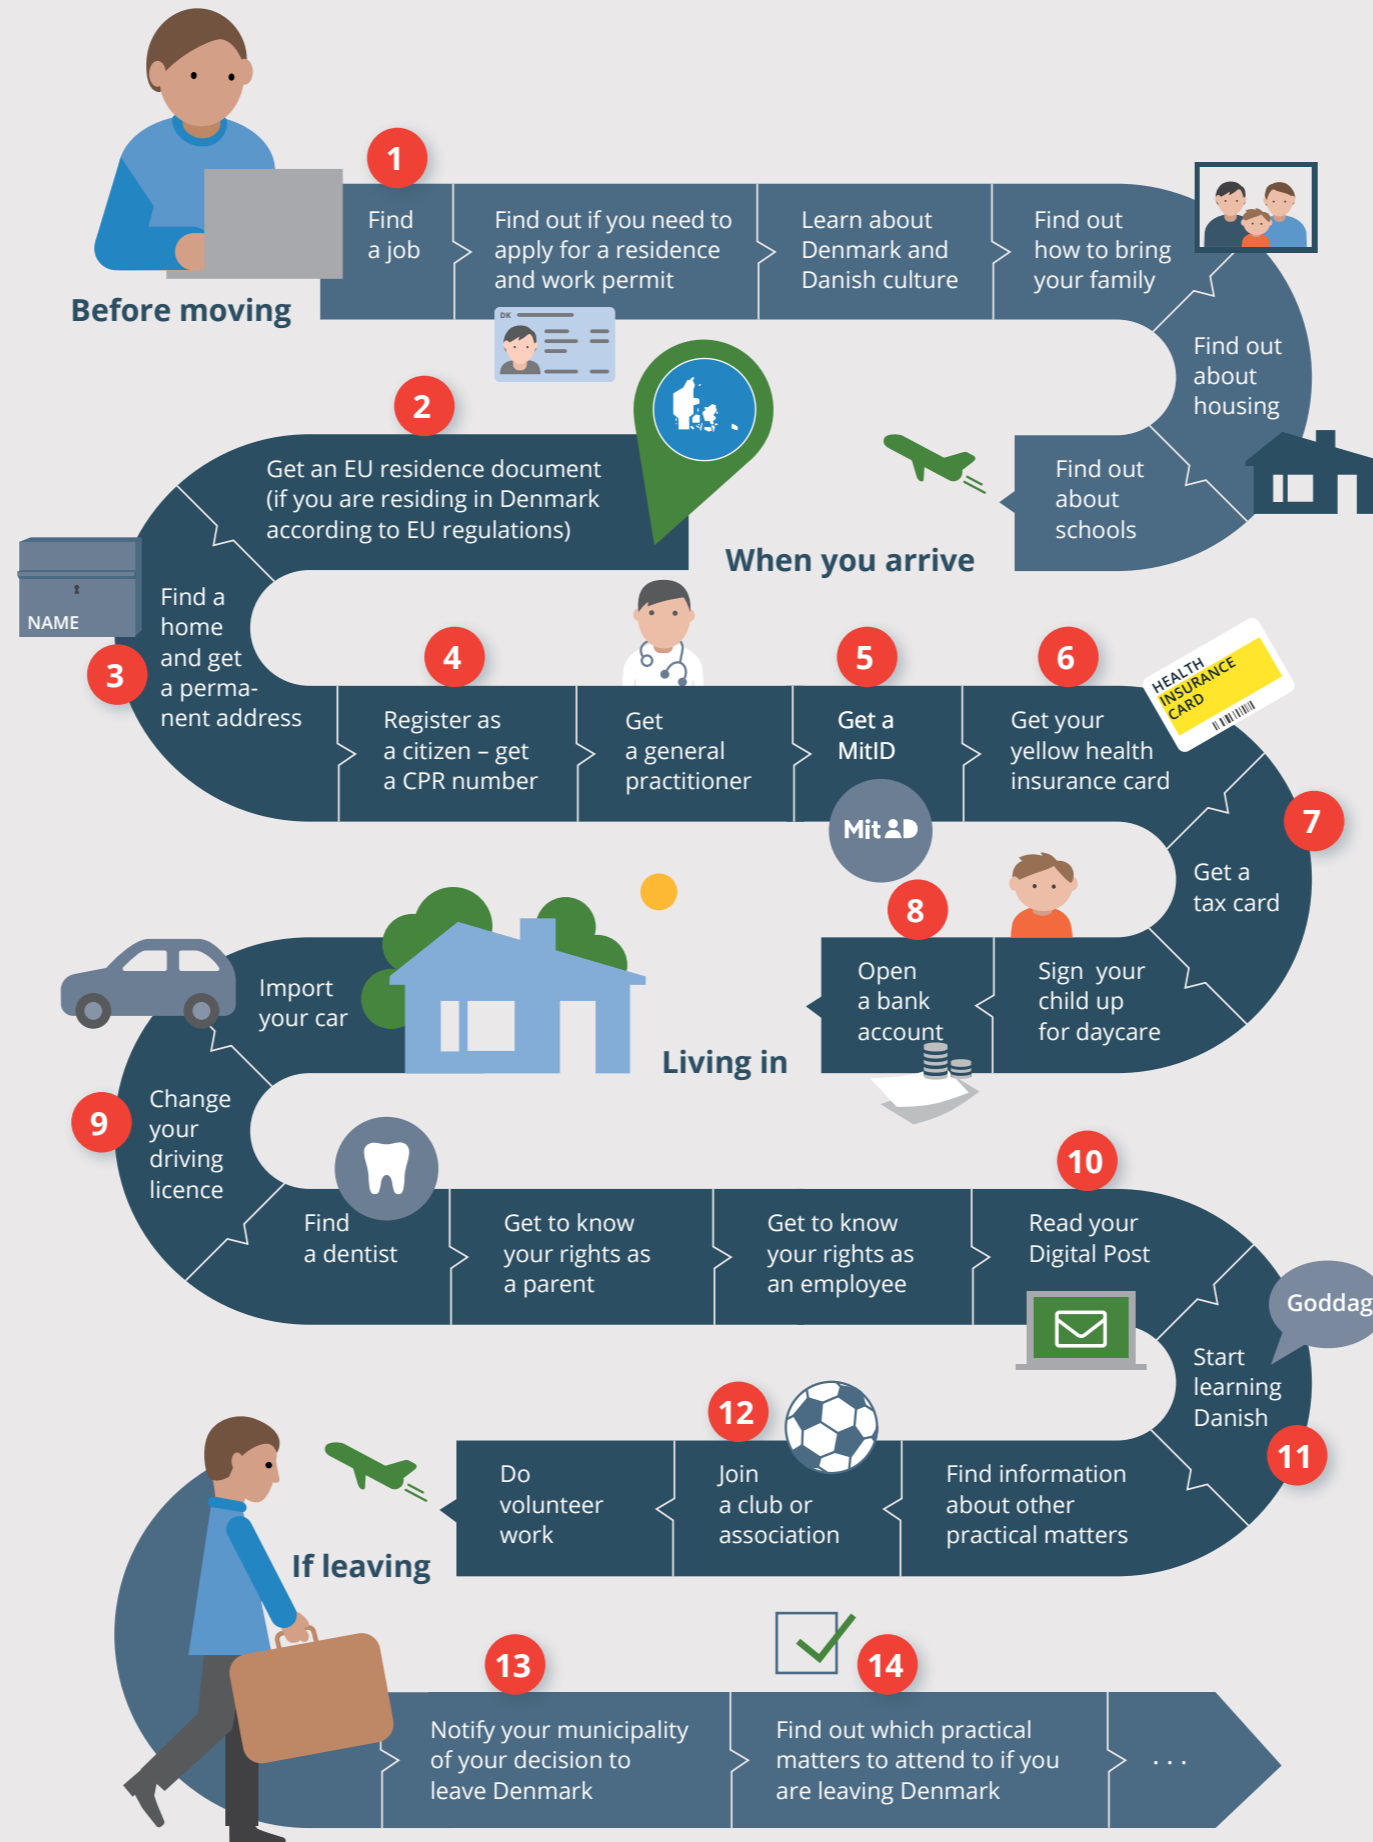 1
Find
a job
Find out if you need to
apply for a residence
and work permit
Learn about
Denmark and
Danish culture
Find out
how to bring
your family
Before moving
DK
Find out
about
housing
Find out
about
schools
When you arrive
2
Get an EU residence document
(if you are residing in Denmark
according to EU regulations)
NAME
3
Find a
home
and get
a perma-
nent address
4
Register as
a citizen – get
a CPR number
Get
a general
practitioner
5
Get a
MitID
MitID
6
Get your
yellow health
insurance card
HEALTH
INSURANCE
CARD
7
Get a
tax card
Sign your
child up
for daycare
8
Open
a bank
account
Living in
Import
your car
9
Change
your
driving
licence
Find
a dentist
Get to know
your rights as
a parent
Get to know
your rights as
an employee
10
Read your
Digital Post
Goddag
Start
learning
Danish
11
Find information
about other
practical matters
12
Join
a club or
association
Do
volunteer
work
If leaving
13
Notify your municipality
of your decision to
leave Denmark
14
Find out which practical
matters to attend to if you
are leaving Denmark
...